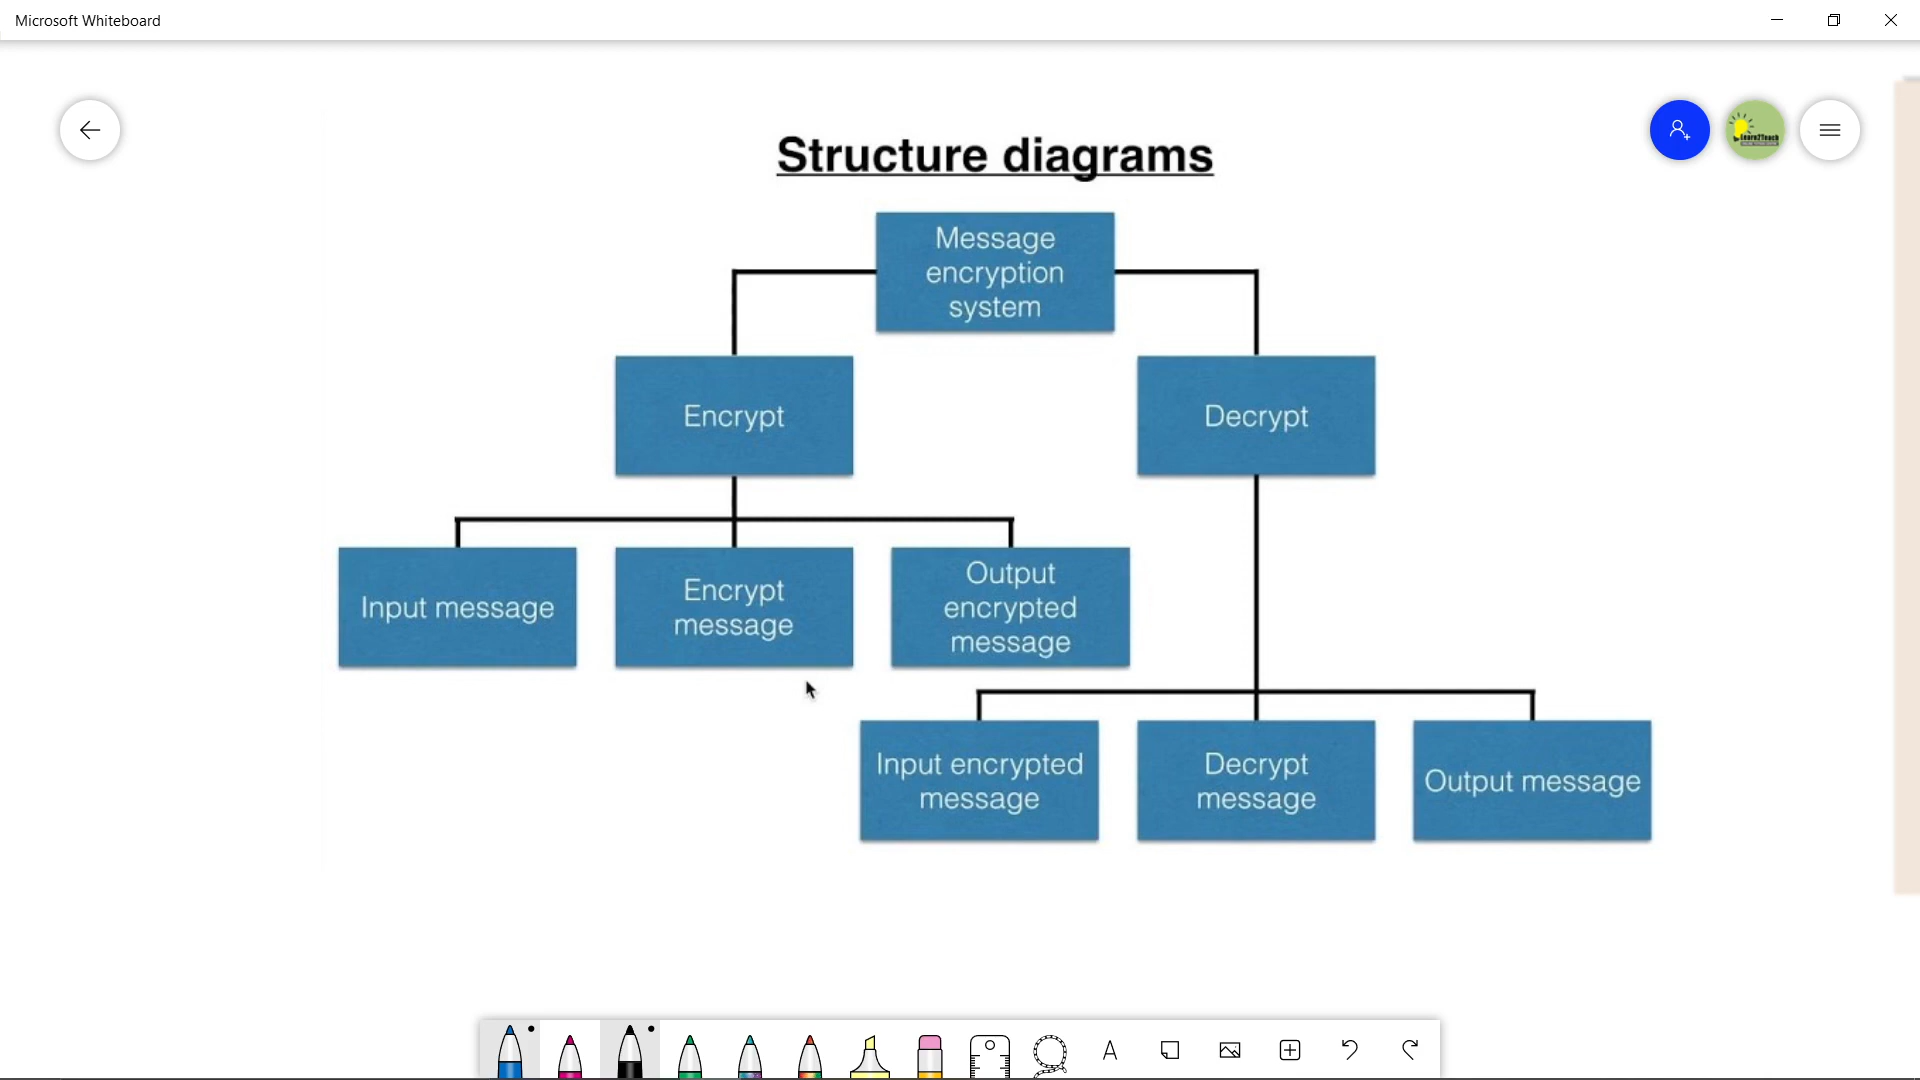 Microsoft Whiteboard
Structure diagrams
Message
encryption
system
Encrypt
Decrypt
Input message
Encrypt
message
Output
encrypted
message
Input encrypted
message
Decrypt
message
Output message
Learn2Teach
A